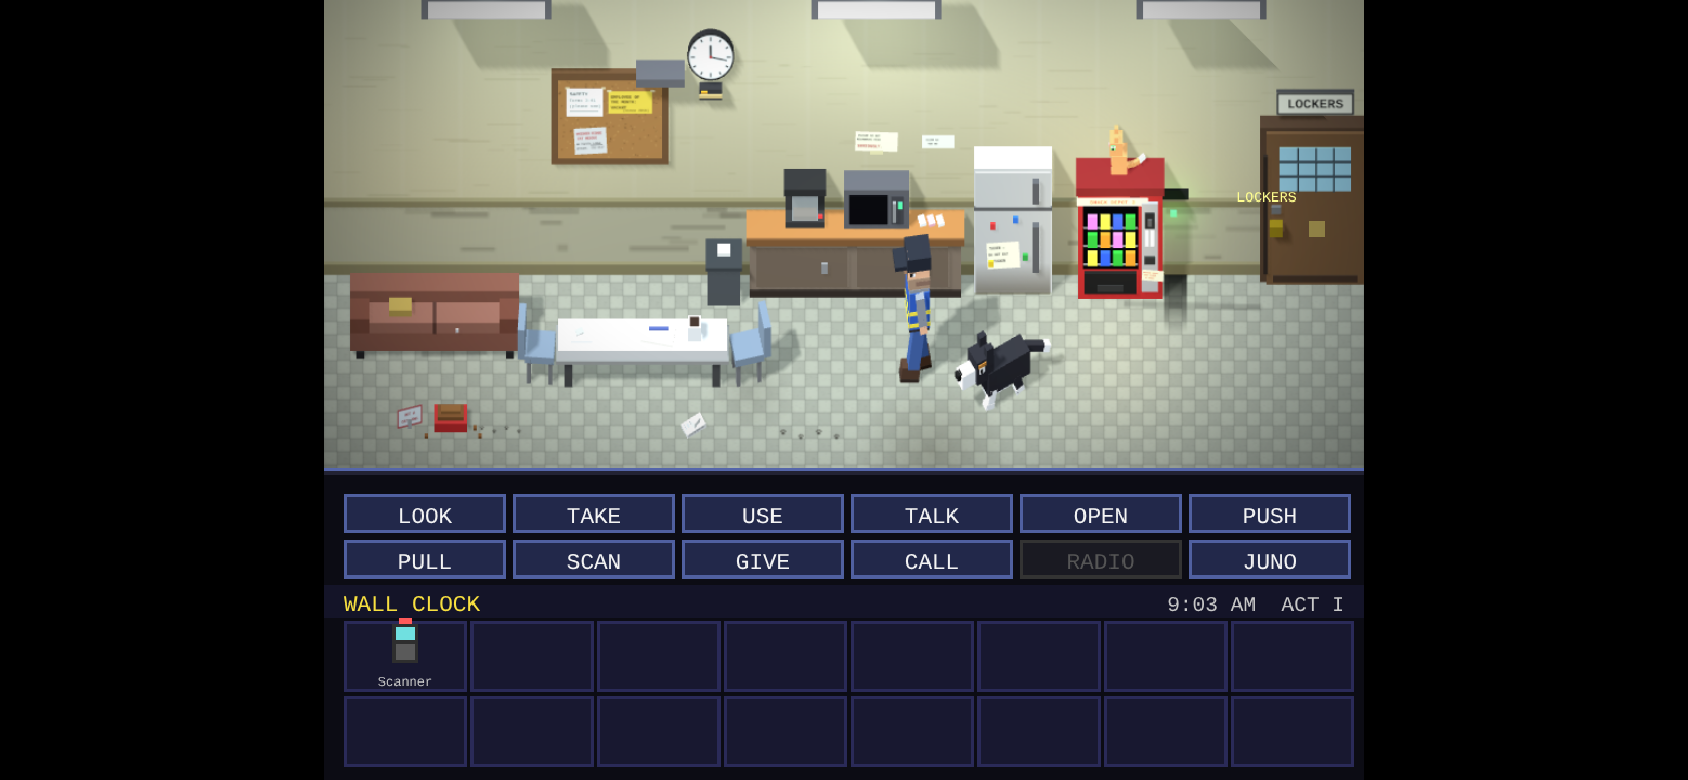 LOCKERS
LOCKERS
LOOK
TAKE
USE
TALK
OPEN
PUSH
PULL
SCAN
GIVE
CALL
RADIO
JUNO
WALL CLOCK
9:03 AM ACT I
Scanner